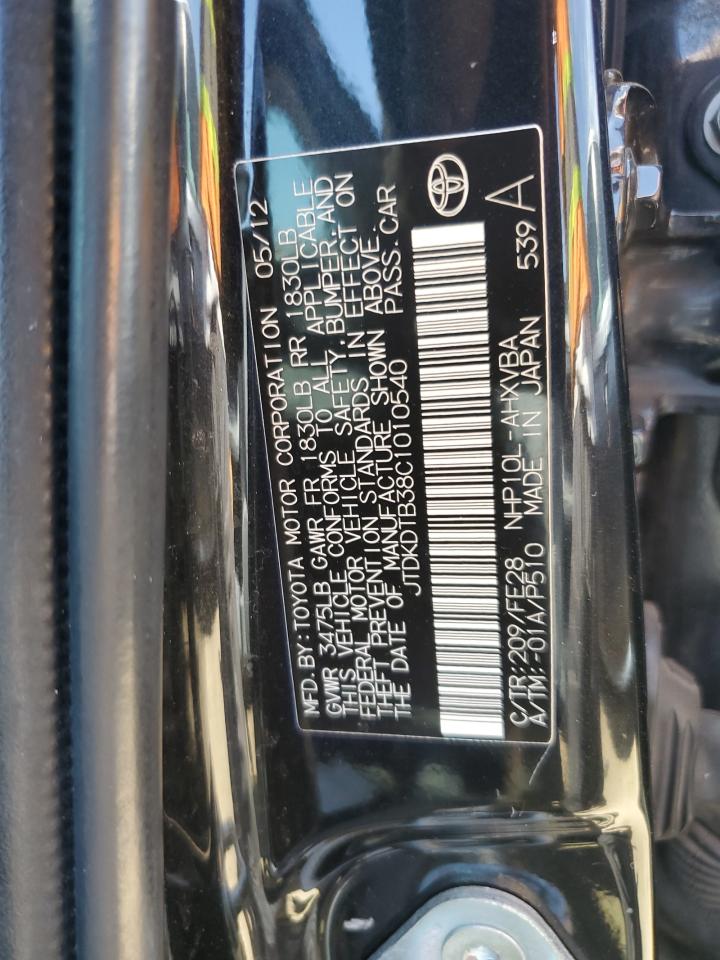 MFD. BY: TOYOTA MOTOR CORPORATION 05/12
GVWR 3475LB GAWR FR 1830LB RR 1830LB
THIS VEHICLE CONFORMS TO ALL APPLICABLE
FEDERAL MOTOR VEHICLE SAFETY, BUMPER, AND
THEFT PREVENTION STANDARDS IN EFFECT ON
THE DATE OF MANUFACTURE SHOWN ABOVE.
JTDKDTB38C1010540 PASS. CAR
C/TR: 209/FE28 NHP10L-AHXVBA 539 A
A/TM: -01A/P510 MADE IN JAPAN